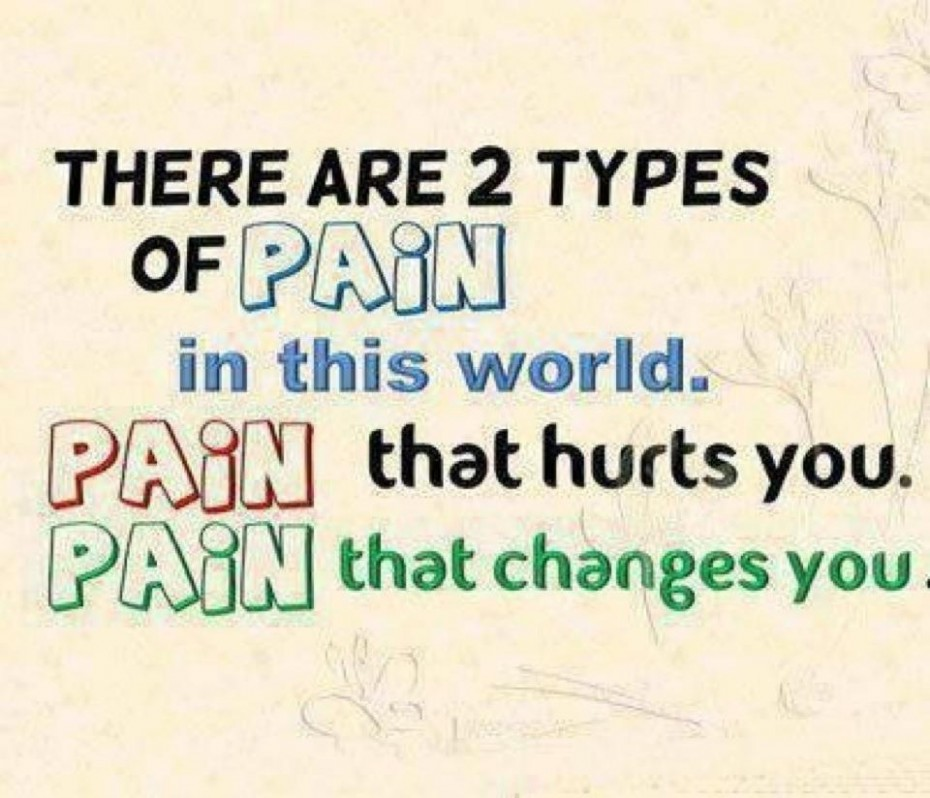 THERE ARE 2 TYPES
OF PAiN
in this world.
PAiN that hurts you.
PAiN that changes you.